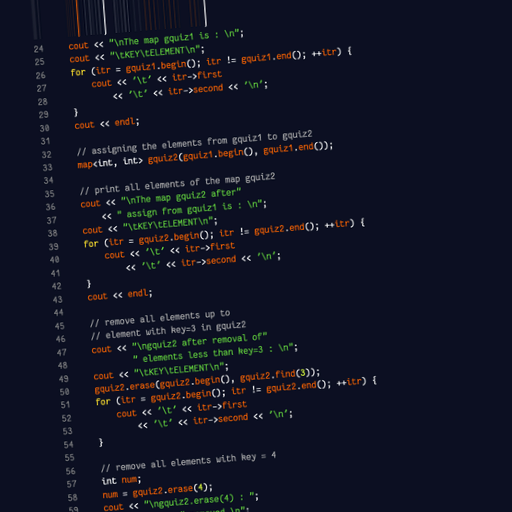 24 cout << "\nThe map gquiz1 is : \n";
25 cout << "\tKEY\tELEMENT\n";
26 for (itr = gquiz1.begin(); itr != gquiz1.end(); ++itr) {
27 cout << '\t' << itr->first
28 << '\t' << itr->second << '\n';
29 }
30 cout << endl;
31
32 // assigning the elements from gquiz1 to gquiz2
33 map<int, int> gquiz2(gquiz1.begin(), gquiz1.end());
34
35 // print all elements of the map gquiz2
36 cout << "\nThe map gquiz2 after"
37 << " assign from gquiz1 is : \n";
38 cout << "\tKEY\tELEMENT\n";
39 for (itr = gquiz2.begin(); itr != gquiz2.end(); ++itr) {
40 cout << '\t' << itr->first
41 << '\t' << itr->second << '\n';
42 }
43 cout << endl;
44
45 // remove all elements up to
46 // element with key=3 in gquiz2
47 cout << "\ngquiz2 after removal of"
48 " elements less than key=3 : \n";
49 cout << "\tKEY\tELEMENT\n";
50 gquiz2.erase(gquiz2.begin(), gquiz2.find(3));
51 for (itr = gquiz2.begin(); itr != gquiz2.end(); ++itr) {
52 cout << '\t' << itr->first
53 << '\t' << itr->second << '\n';
54 }
55
56 // remove all elements with key = 4
57 int num;
58 num = gquiz2.erase(4);
59 cout << "\ngquiz2.erase(4) : ";